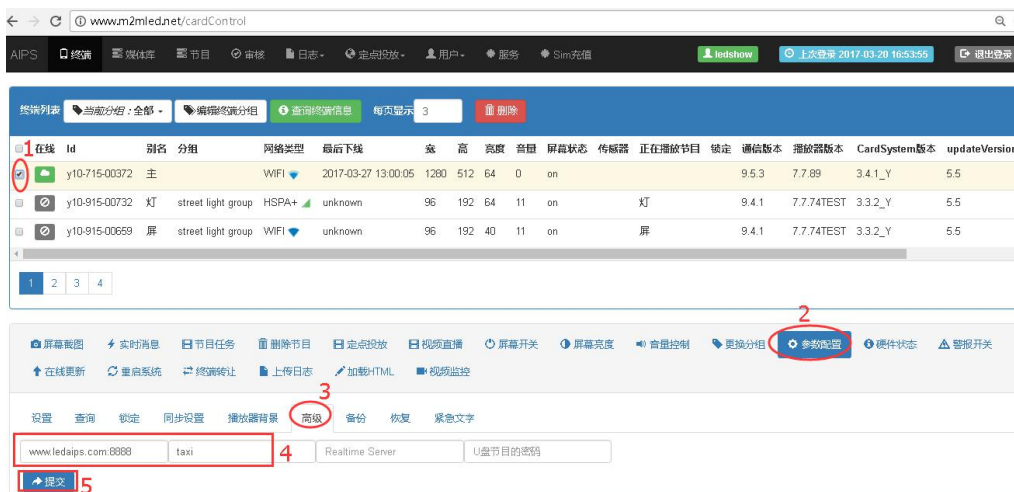 www.m2mled.net/cardControl
AIPS 终端 媒体库 节目 审核 日志 定点投放 用户 服务 Sim充值 ledshow 上次登录 2017-03-20 16:53:55 退出登录
终端列表 当前分组：全部 编辑终端分组 查询终端信息 每页显示 3 删除
1 在线 Id 别名 分组 网络类型 最后下线 宽 高 亮度 音量 屏幕状态 传感器 正在播放节目 锁定 通信版本 播放器版本 CardSystem版本 updateVersion
y10-715-00372 主 WIFI 2017-03-27 13:00:05 1280 512 64 0 on 9.5.3 7.7.89 3.4.1_Y 5.5
y10-915-00732 灯 street light group HSPA+ unknown 96 192 64 11 on 灯 9.4.1 7.7.74TEST 3.3.2_Y 5.5
y10-915-00659 屏 street light group WIFI unknown 96 192 40 11 on 屏 9.4.1 7.7.74TEST 3.3.2_Y 5.5
1 2 3 4
2
屏幕截图 实时消息 节目任务 删除节目 定点投放 视频直播 屏幕开关 屏幕亮度 音量控制 更换分组 参数配置 硬件状态 警报开关
在线更新 重启系统 终端转让 上传日志 加载HTML 视频监控
3
设置 查询 锁定 同步设置 播放器背景 高级 备份 恢复 紧急文字
www.ledaips.com:8888 taxi 4 Realtime Server U盘节目的密码
提交 5